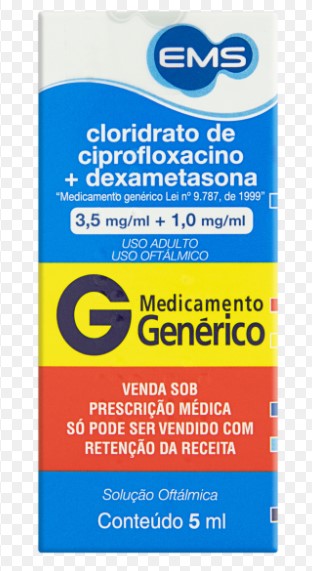 EMS
cloridrato de
ciprofloxacino
+ dexametasona
"Medicamento genérico Lei nº 9.787, de 1999"
3,5 mg/ml + 1,0 mg/ml
USO ADULTO
USO OFTÁLMICO
G
Medicamento
Genérico
VENDA SOB
PRESCRIÇÃO MÉDICA
SÓ PODE SER VENDIDO COM
RETENÇÃO DA RECEITA
Solução Oftálmica
Conteúdo 5 ml